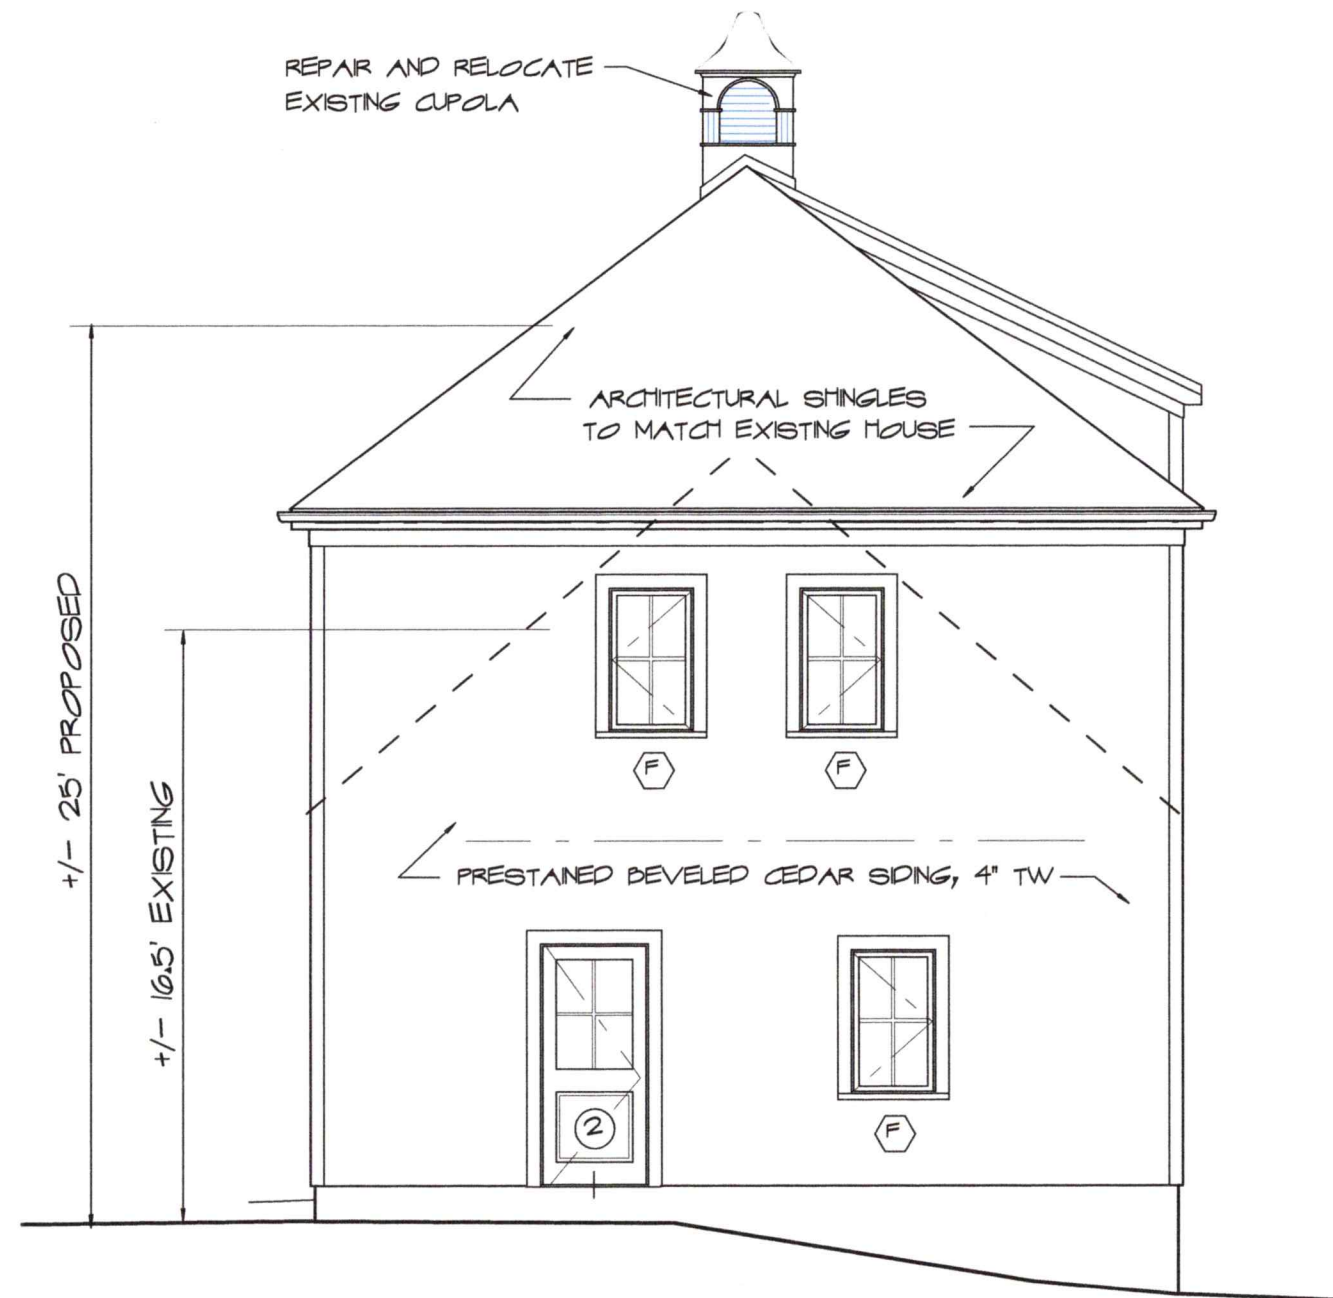 REPAIR AND RELOCATE
EXISTING CUPOLA
ARCHITECTURAL SHINGLES
TO MATCH EXISTING HOUSE
+/- 25' PROPOSED
+/- 16.5' EXISTING
F
F
PRESTAINED BEVELED CEDAR SIDING, 4" TW
2
F